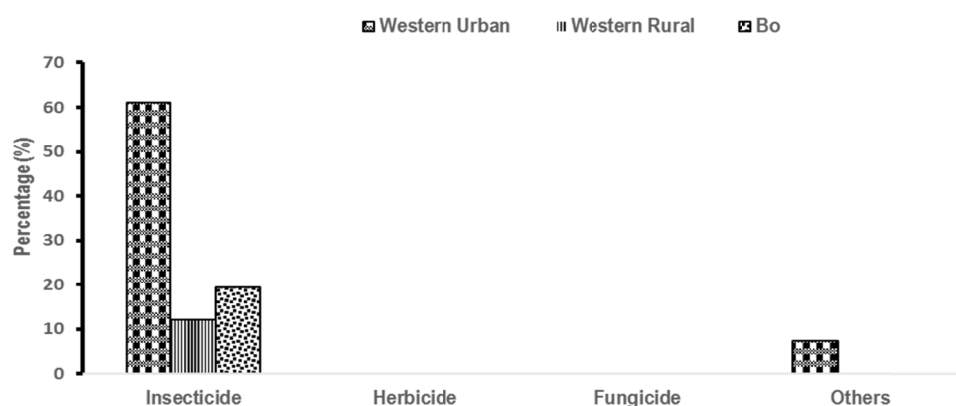 Western Urban Western Rural Bo
70
60
50
40
30
20
10
0
Percentage (%)
Insecticide Herbicide Fungicide Others